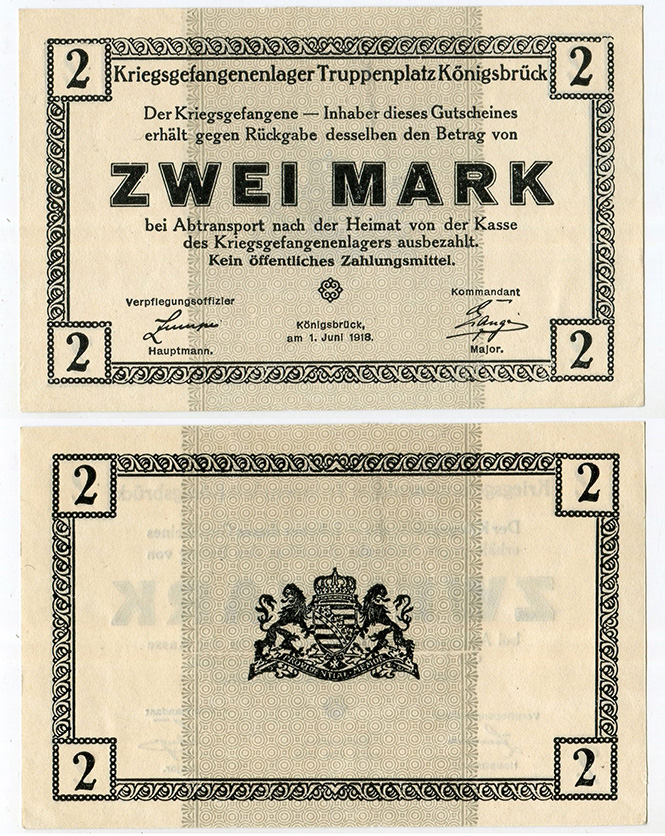 2 2
Kriegsgefangenenlager Truppenplatz Königsbrück
Der Kriegsgefangene — Inhaber dieses Gutscheines
erhält gegen Rückgabe desselben den Betrag von
ZWEI MARK
bei Abtransport nach der Heimat von der Kasse
des Kriegsgefangenenlagers ausbezahlt.
Kein öffentliches Zahlungsmittel.
Verpflegungsoffizier
Hauptmann.
Königsbrück,
am 1. Juni 1918.
Kommandant
Major.
2 2
2 2
PROVIDENTIAE MEMOR
2 2